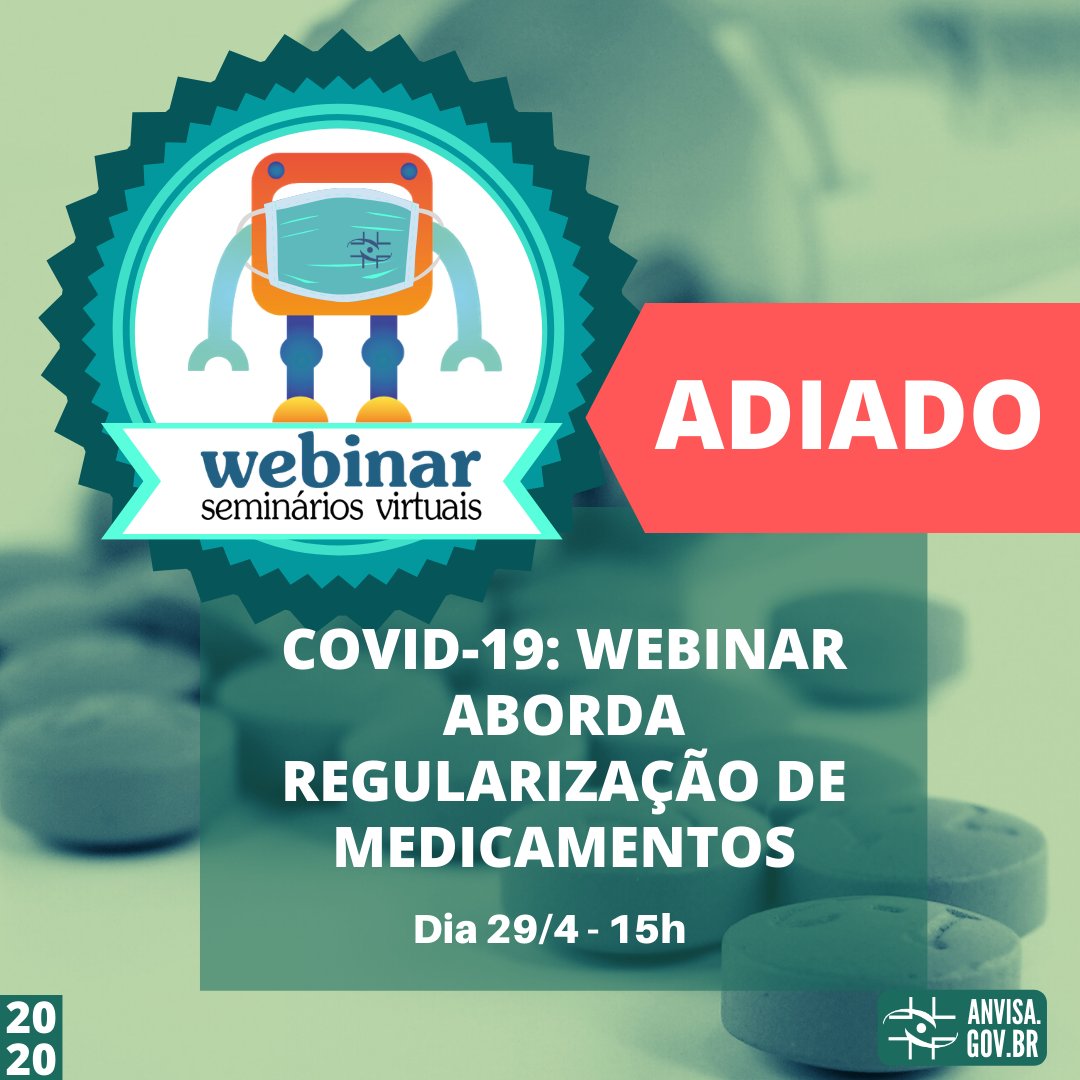 webinar
seminários virtuais
ADIADO
COVID-19: WEBINAR
ABORDA
REGULARIZAÇÃO DE
MEDICAMENTOS
Dia 29/4 - 15h
20
20
ANVISA.
GOV.BR